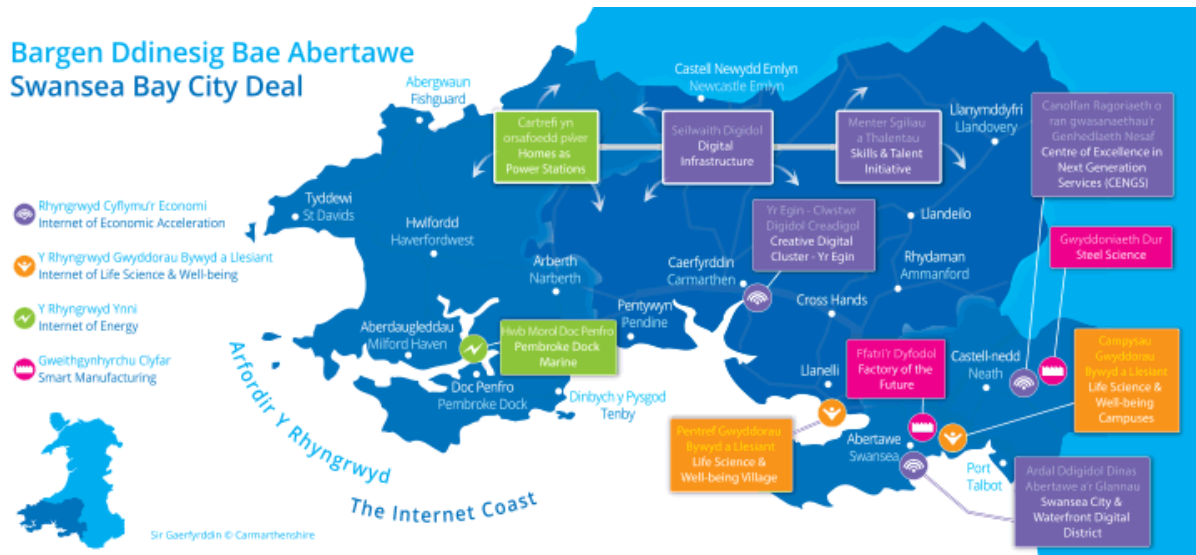 Bargen Ddinesig Bae Abertawe
Swansea Bay City Deal
Abergwaun
Fishguard
Castell Newydd Emlyn
Newcastle Emlyn
Llanymddyfri
Llandovery
Canolfan Ragoriaeth o
ran gwasanaethau'r
Genhedlaeth Nesaf
Centre of Excellence in
Next Generation
Services (CENGS)
Cartrefi yn
orsafoedd pŵer
Homes as
Power Stations
Seilwaith Digidol
Digital
Infrastructure
Menter Sgiliau
a Thalentau
Skills & Talent
Initiative
Rhyngrwyd Cyflymu'r Economi
Internet of Economic Acceleration
Y Rhyngrwyd Gwyddorau Bywyd a Llesiant
Internet of Life Science & Well-being
Y Rhyngrwyd Ynni
Internet of Energy
Gweithgynhyrchu Clyfar
Smart Manufacturing
Tyddewi
St Davids
Hwlfordd
Haverfordwest
Arberth
Narberth
Yr Egin - Clwstwr
Digidol Creadigol
Creative Digital
Cluster - Yr Egin
Caerfyrddin
Carmarthen
Llandeilo
Rhydaman
Ammanford
Gwyddoniaeth Dur
Steel Science
Pentywyn
Pendine
Cross Hands
Aberdaugleddau
Milford Haven
Hwb Morol Doc Penfro
Pembroke Dock
Marine
Doc Penfro
Pembroke Dock
Dinbych y Pysgod
Tenby
Llanelli
Ffatri'r Dyfodol
Factory of the
Future
Castell-nedd
Neath
Campysau
Gwyddorau
Bywyd a Llesiant
Life Science &
Well-being
Campuses
Pentref Gwyddorau
Bywyd a Llesiant
Life Science &
Well-being Village
Abertawe
Swansea
Port
Talbot
Ardal Ddigidol Dinas
Abertawe a'r Glannau
Swansea City &
Waterfront Digital
District
Arfordir Y Rhyngrwyd
The Internet Coast
Sir Gaerfyrddin © Carmarthenshire